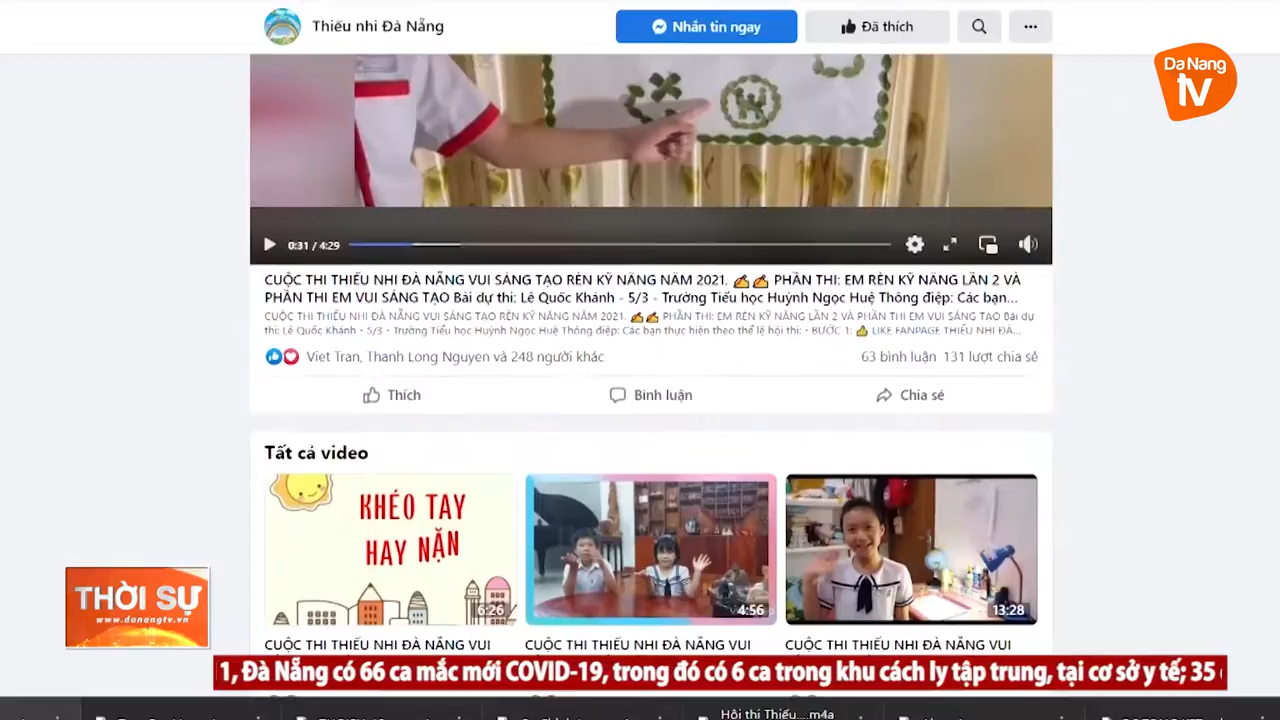 Thiếu nhi Đà Nẵng
Nhắn tin ngay
Đã thích
Da Nang
tv
0:31 / 4:29
CUỘC THI THIẾU NHI ĐÀ NẴNG VUI SÁNG TẠO RÈN KỸ NĂNG NĂM 2021. ✍✍ PHẦN THI: EM RÈN KỸ NĂNG LẦN 2 VÀ
PHẦN THI EM VUI SÁNG TẠO Bài dự thi: Lê Quốc Khánh - 5/3 - Trường Tiểu học Huỳnh Ngọc Huệ Thông điệp: Các bạn...
CUỘC THI THIẾU NHI ĐÀ NẴNG VUI SÁNG TẠO RÈN KỸ NĂNG NĂM 2021. ✍✍ PHẦN THI: EM RÈN KỸ NĂNG LẦN 2 VÀ PHẦN THI EM VUI SÁNG TẠO Bài dự
thi: Lê Quốc Khánh - 5/3 - Trường Tiểu học Huỳnh Ngọc Huệ Thông điệp: Các bạn thực hiện theo thể lệ hội thi: - BƯỚC 1: 👍 LIKE FANPAGE THIẾU NHI ĐÀ...
Viet Tran, Thanh Long Nguyen và 248 người khác
63 bình luận 131 lượt chia sẻ
Thích
Bình luận
Chia sẻ
Tất cả video
KHÉO TAY
HAY NẶN
6:26
4:56
13:28
CUỘC THI THIẾU NHI ĐÀ NẴNG VUI
CUỘC THI THIẾU NHI ĐÀ NẴNG VUI
CUỘC THI THIẾU NHI ĐÀ NẴNG VUI
THỜI SỰ
www.danangtv.vn
1, Đà Nẵng có 66 ca mắc mới COVID-19, trong đó có 6 ca trong khu cách ly tập trung, tại cơ sở y tế; 35
Hội thi Thiếu....m4a